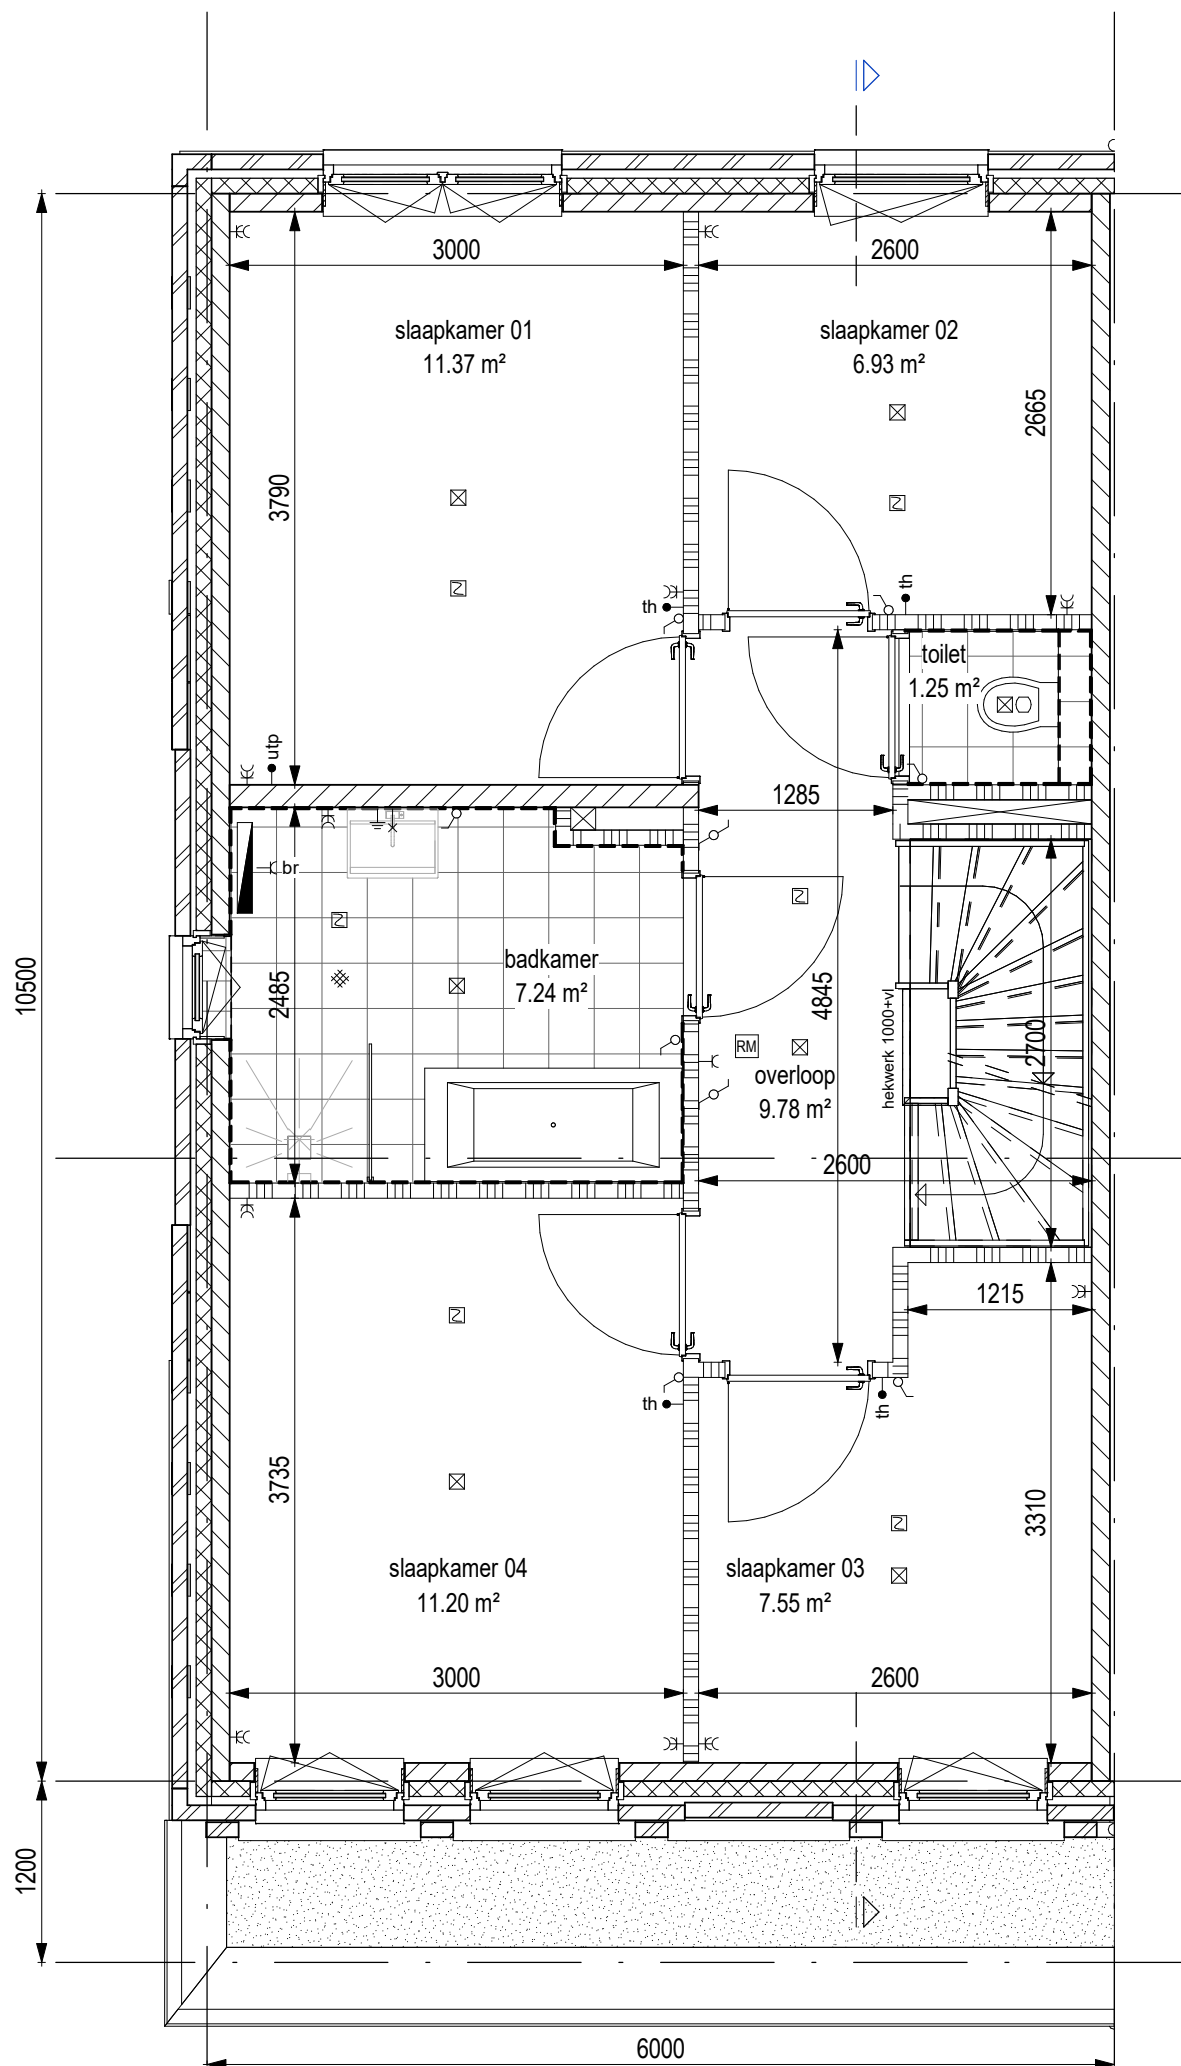 3000
2600
slaapkamer 01
11.37 m²
slaapkamer 02
6.93 m²
2665
3790
th
th
toilet
1.25 m²
utp
1285
br
badkamer
7.24 m²
2485
4845
10500
RM
overloop
9.78 m²
hekwerk 1000+vl
2700
2600
1215
th
th
3735
3310
slaapkamer 04
11.20 m²
slaapkamer 03
7.55 m²
3000
2600
1200
6000